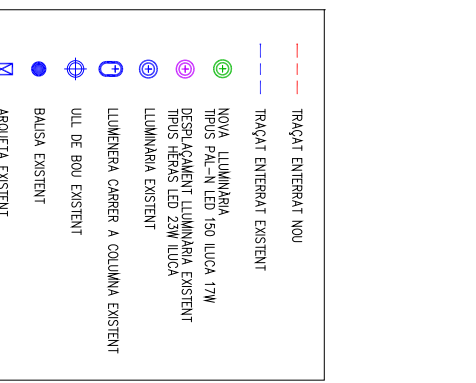 TRAÇAT ENTERRAT NOU
TRAÇAT ENTERRAT EXISTENT
NOVA LLUMINÀRIA
TIPUS PAL-N LED 150 ILUCA 17W
DESPLAÇAMENT LLUMINÀRIA EXISTENT
TIPUS HERAS LED 23W ILUCA
LLUMINÀRIA EXISTENT
LLUMENERA CARRER A COLUMNA EXISTENT
ULL DE BOU EXISTENT
BALISA EXISTENT
ARQUETA EXISTENT